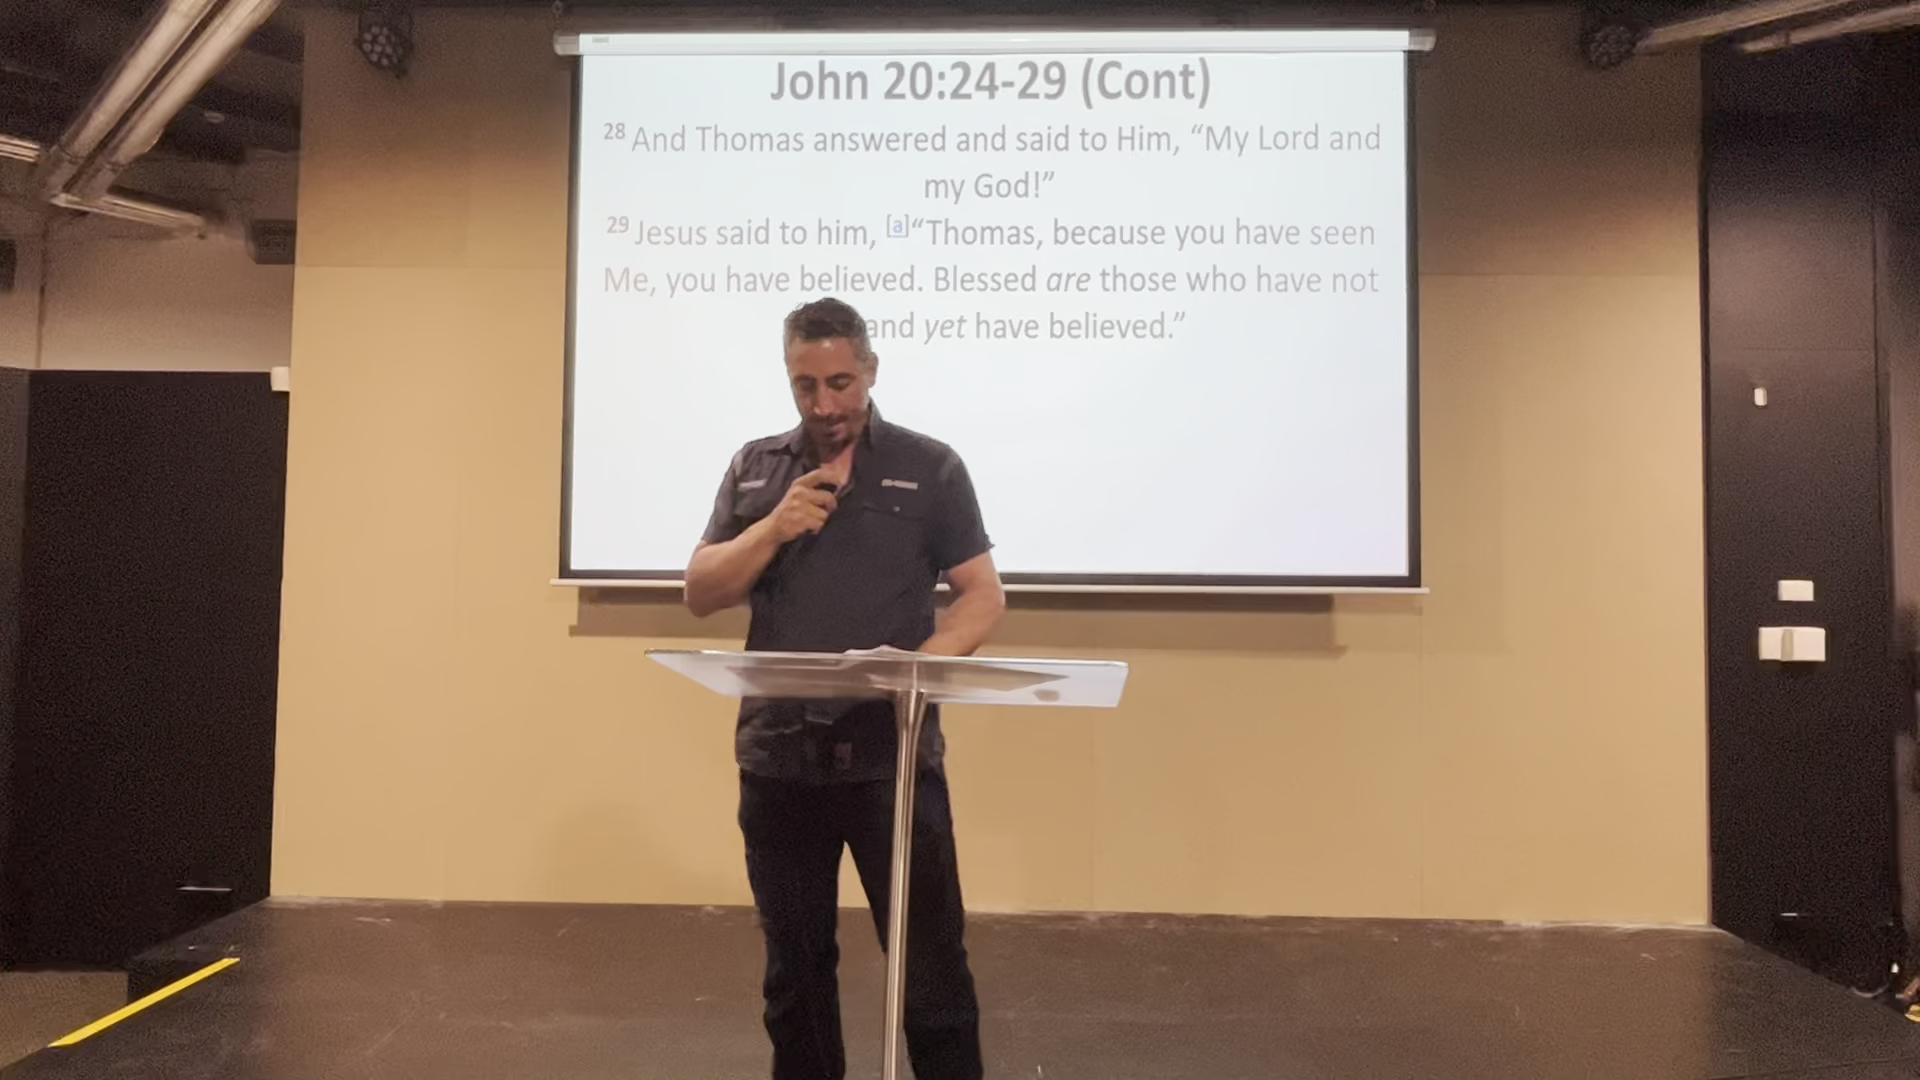 John 20:24-29 (Cont)
28 And Thomas answered and said to Him, “My Lord and
my God!”
29 Jesus said to him, [a]“Thomas, because you have seen
Me, you have believed. Blessed are those who have not
and yet have believed.”